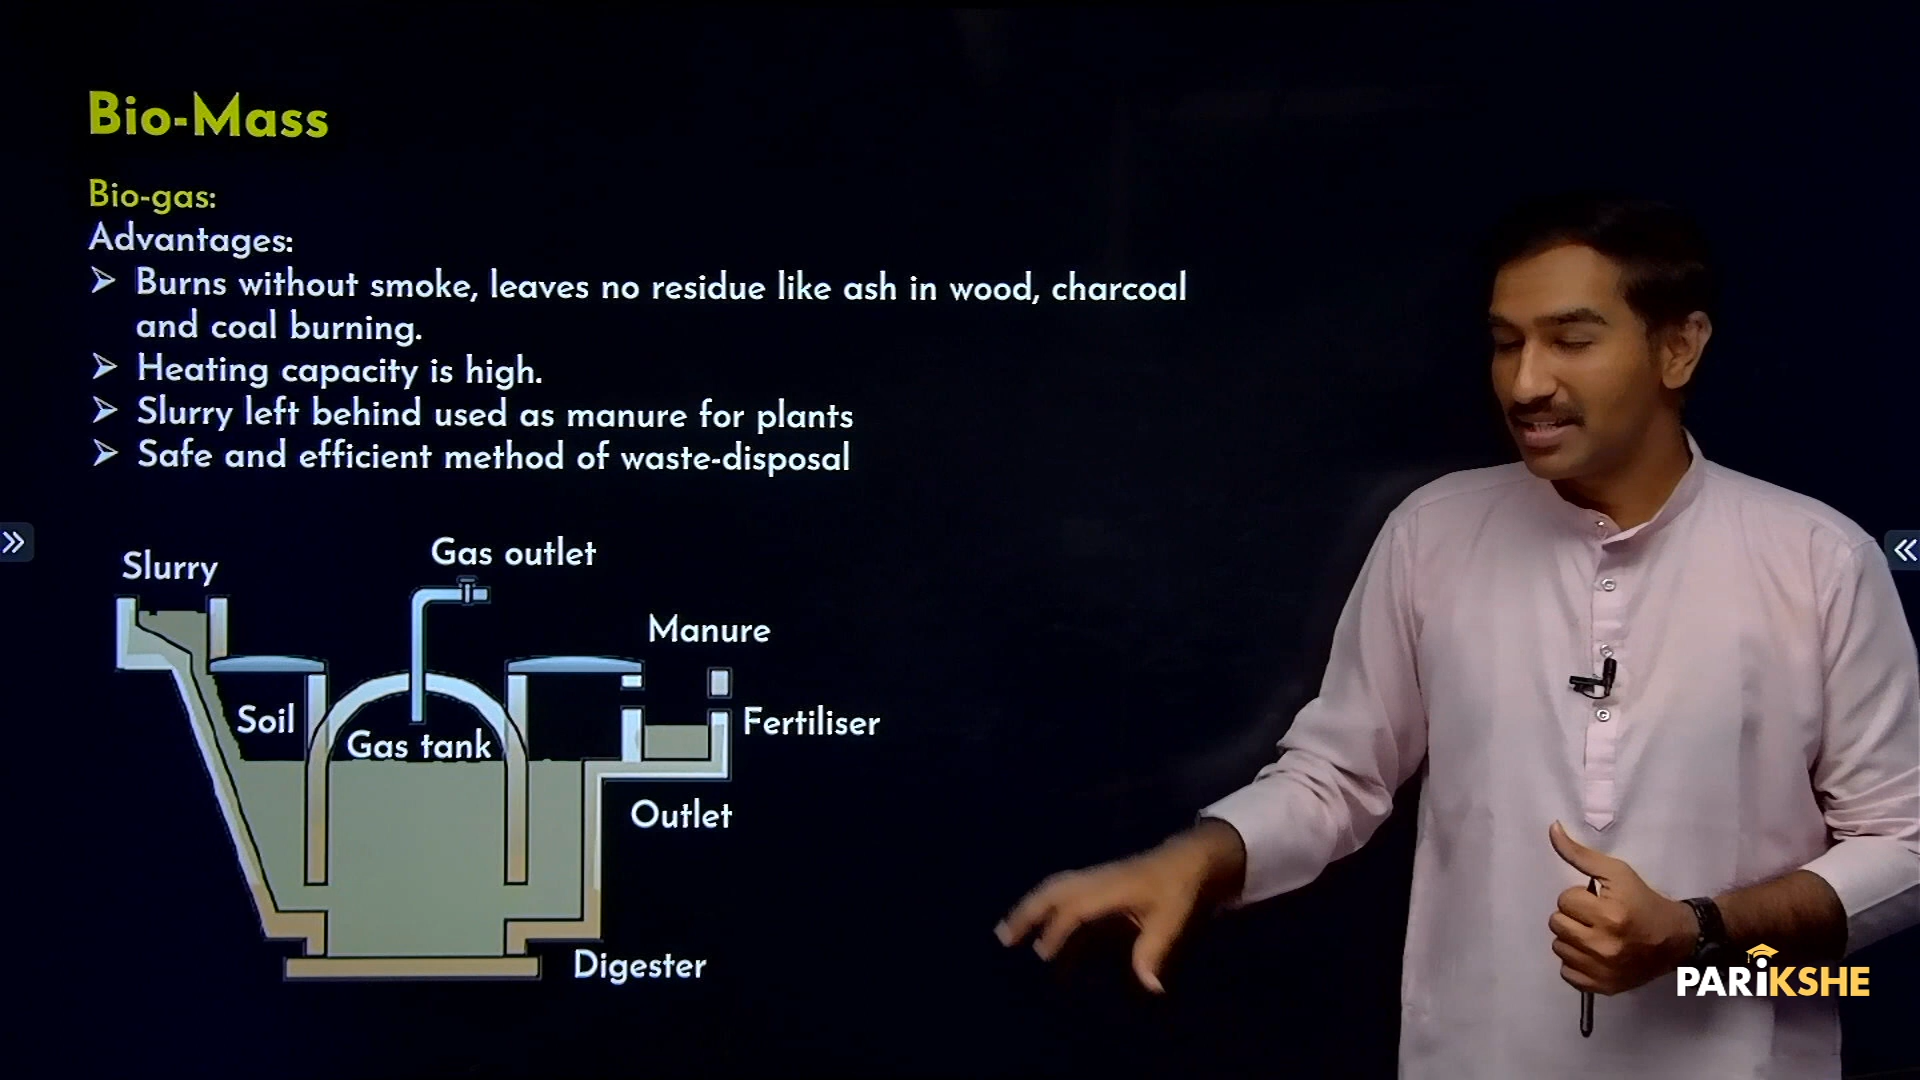 Bio-Mass
Bio-gas:
Advantages:
➢ Burns without smoke, leaves no residue like ash in wood, charcoal
and coal burning.
➢ Heating capacity is high.
➢ Slurry left behind used as manure for plants
➢ Safe and efficient method of waste-disposal
Slurry
Gas outlet
Manure
Soil
Gas tank
Fertiliser
Outlet
Digester
PARIKSHE